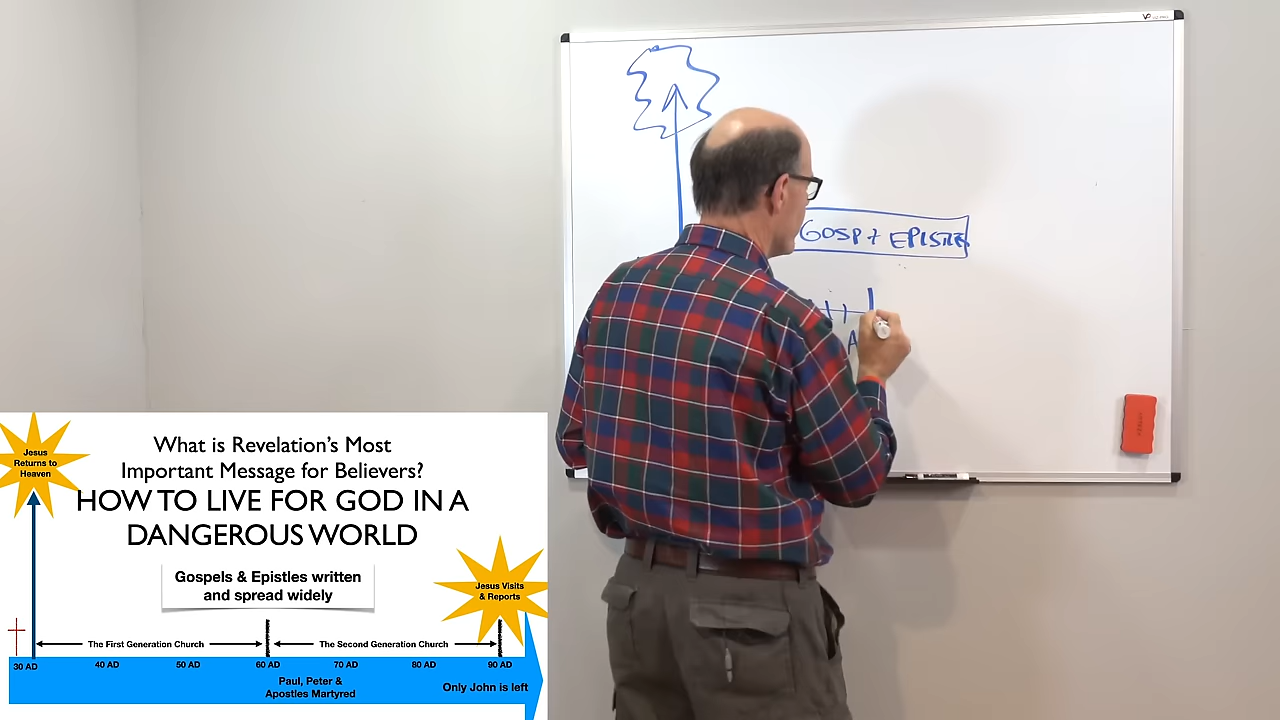 GOSP + EPISTLES
A
What is Revelation's Most
Important Message for Believers?
HOW TO LIVE FOR GOD IN A
DANGEROUS WORLD
Jesus
Returns to
Heaven
Gospels & Epistles written
and spread widely
Jesus Visits
& Reports
The First Generation Church
The Second Generation Church
30 AD 40 AD 50 AD 60 AD 70 AD 80 AD 90 AD
Paul, Peter &
Apostles Martyred
Only John is left